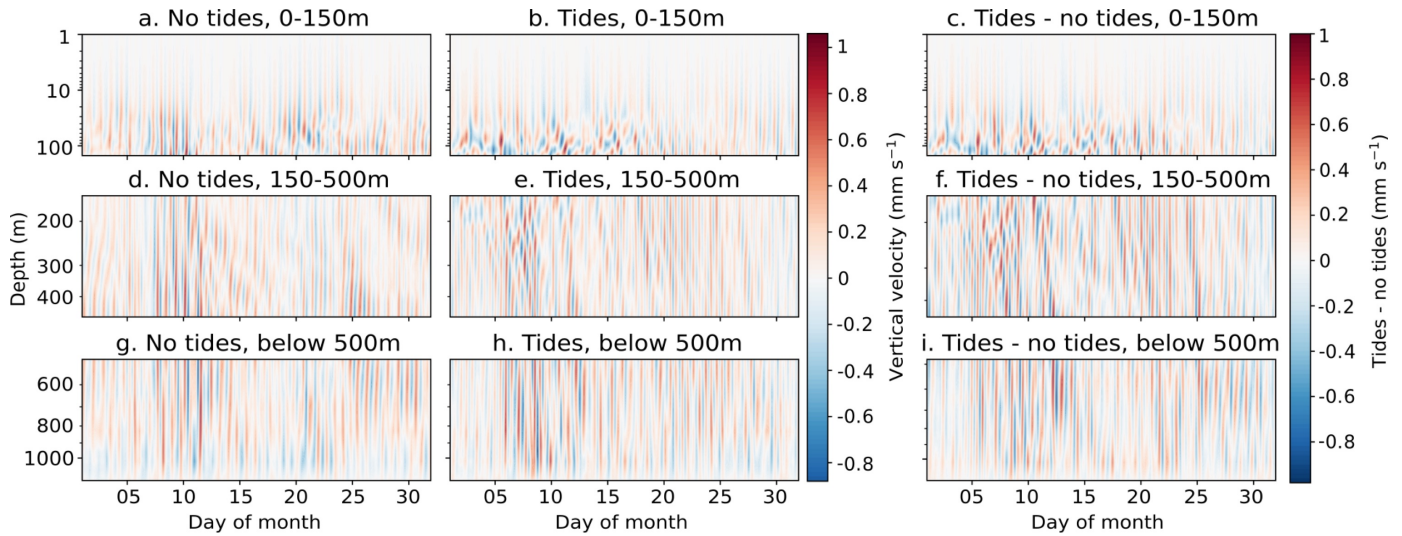 a. No tides, 0-150m
b. Tides, 0-150m
c. Tides - no tides, 0-150m
1
10
100
d. No tides, 150-500m
e. Tides, 150-500m
f. Tides - no tides, 150-500m
200
300
400
Depth (m)
g. No tides, below 500m
h. Tides, below 500m
i. Tides - no tides, below 500m
600
800
1000
05 10 15 20 25 30
05 10 15 20 25 30
05 10 15 20 25 30
Day of month
Day of month
Day of month
1
0.8
0.6
0.4
0.2
0
-0.2
-0.4
-0.6
-0.8
Vertical velocity (mm s⁻¹)
1
0.8
0.6
0.4
0.2
0
-0.2
-0.4
-0.6
-0.8
Tides - no tides (mm s⁻¹)